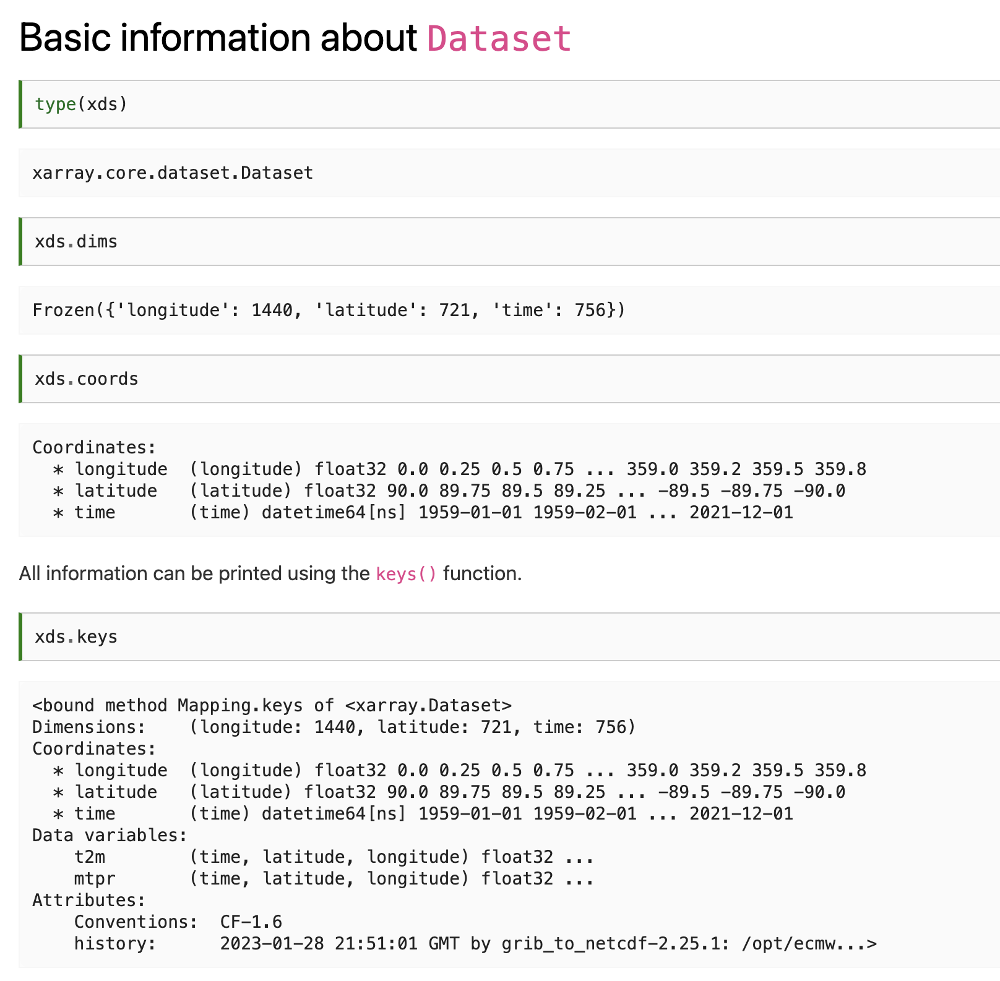 Basic information about Dataset
type(xds)
xarray.core.dataset.Dataset
xds.dims
Frozen({'longitude': 1440, 'latitude': 721, 'time': 756})
xds.coords
Coordinates:
  * longitude  (longitude) float32 0.0 0.25 0.5 0.75 ... 359.0 359.2 359.5 359.8
  * latitude   (latitude) float32 90.0 89.75 89.5 89.25 ... -89.5 -89.75 -90.0
  * time       (time) datetime64[ns] 1959-01-01 1959-02-01 ... 2021-12-01
All information can be printed using the keys() function.
xds.keys
<bound method Mapping.keys of <xarray.Dataset>
Dimensions:    (longitude: 1440, latitude: 721, time: 756)
Coordinates:
  * longitude  (longitude) float32 0.0 0.25 0.5 0.75 ... 359.0 359.2 359.5 359.8
  * latitude   (latitude) float32 90.0 89.75 89.5 89.25 ... -89.5 -89.75 -90.0
  * time       (time) datetime64[ns] 1959-01-01 1959-02-01 ... 2021-12-01
Data variables:
    t2m        (time, latitude, longitude) float32 ...
    mtpr       (time, latitude, longitude) float32 ...
Attributes:
    Conventions:  CF-1.6
    history:      2023-01-28 21:51:01 GMT by grib_to_netcdf-2.25.1: /opt/ecmw...>